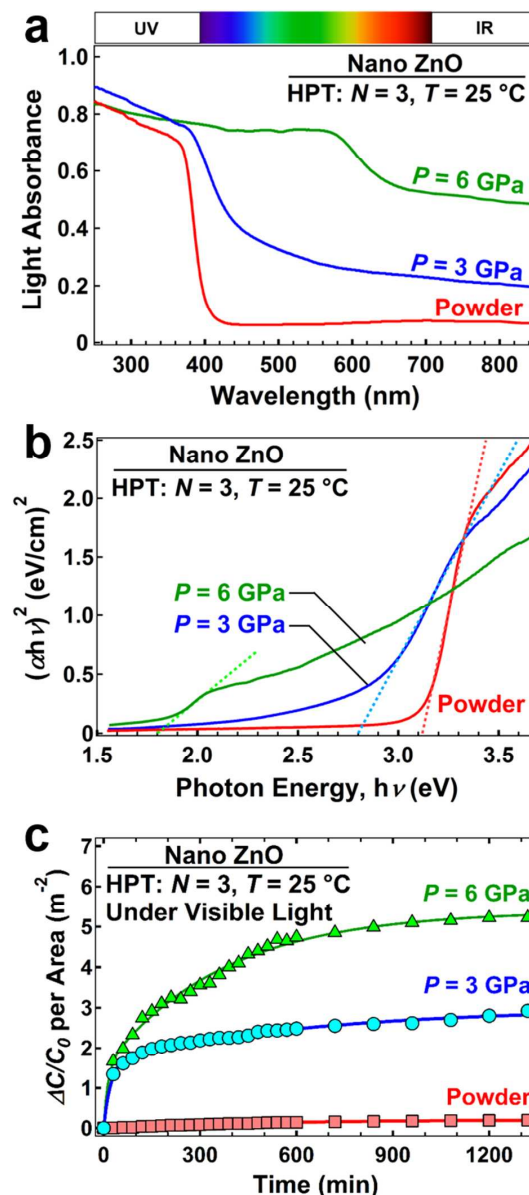 a
UV
IR
Nano ZnO
HPT: N = 3, T = 25 °C
P = 6 GPa
P = 3 GPa
Powder
Light Absorbance
1.0
0.8
0.6
0.4
0.2
0
300 400 500 600 700 800
Wavelength (nm)
b
Nano ZnO
HPT: N = 3, T = 25 °C
P = 6 GPa
P = 3 GPa
Powder
(αhν)² (eV/cm)²
2.5
2.0
1.5
1.0
0.5
0
1.5 2.0 2.5 3.0 3.5
Photon Energy, hν (eV)
c
Nano ZnO
HPT: N = 3, T = 25 °C
Under Visible Light
P = 6 GPa
P = 3 GPa
Powder
ΔC/C₀ per Area (m⁻²)
7
6
5
4
3
2
1
0
0 300 600 900 1200
Time (min)